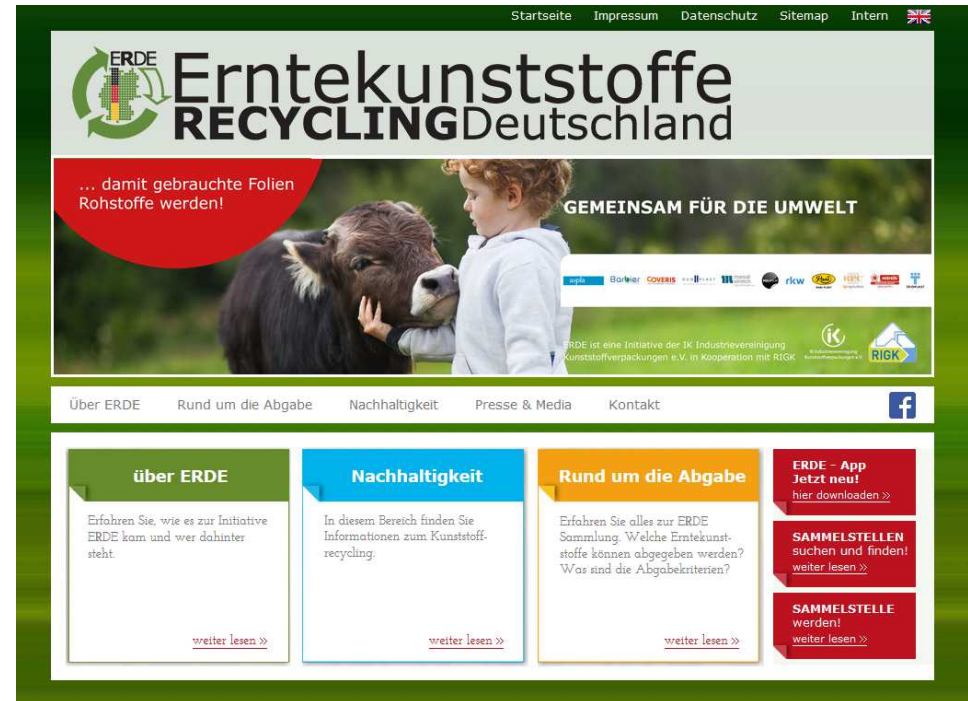 Startseite Impressum Datenschutz Sitemap Intern
ERDE
Erntekunststoffe
RECYCLINGDeutschland
... damit gebrauchte Folien
Rohstoffe werden!
GEMEINSAM FÜR DIE UMWELT
aspla Barbier COVERIS rkw
ERDE ist eine Initiative der IK Industrievereinigung
Kunststoffverpackungen e.V. in Kooperation mit RIGK
RIGK
Über ERDE Rund um die Abgabe Nachhaltigkeit Presse & Media Kontakt
über ERDE
Erfahren Sie, wie es zur Initiative
ERDE kam und wer dahinter
steht.
weiter lesen »
Nachhaltigkeit
In diesem Bereich finden Sie
Informationen zum Kunststoff-
recycling.
weiter lesen »
Rund um die Abgabe
Erfahren Sie alles zur ERDE
Sammlung. Welche Erntekunst-
stoffe können abgegeben werden?
Was sind die Abgabekriterien?
weiter lesen »
ERDE - App
Jetzt neu!
hier downloaden »
SAMMELSTELLEN
suchen und finden!
weiter lesen »
SAMMELSTELLE
werden!
weiter lesen »